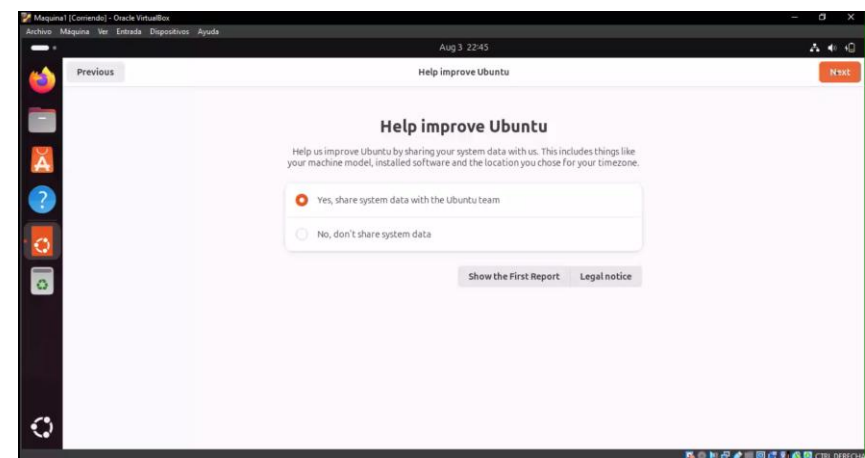 Maquina1 [Corriendo] - Oracle VirtualBox
Archivo Máquina Ver Entrada Dispositivos Ayuda
Aug 3 22:45
Previous
Help improve Ubuntu
Next
Help improve Ubuntu
Help us improve Ubuntu by sharing your system data with us. This includes things like
your machine model, installed software and the location you chose for your timezone.
Yes, share system data with the Ubuntu team
No, don't share system data
Show the First Report Legal notice
CTRL DERECHA